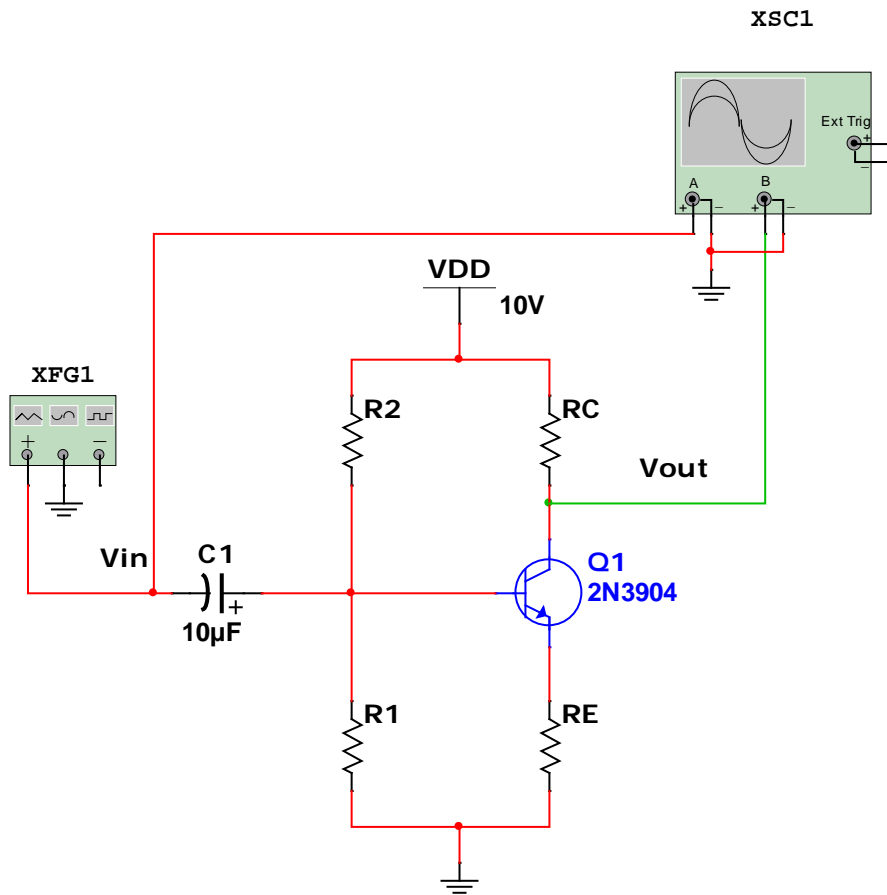 XSC1
Ext Trig
+
−
A
B
+ −
+ −
VDD
10V
XFG1
+ −
R2
RC
Vout
Vin
C1
Q1
2N3904
+
10µF
R1
RE